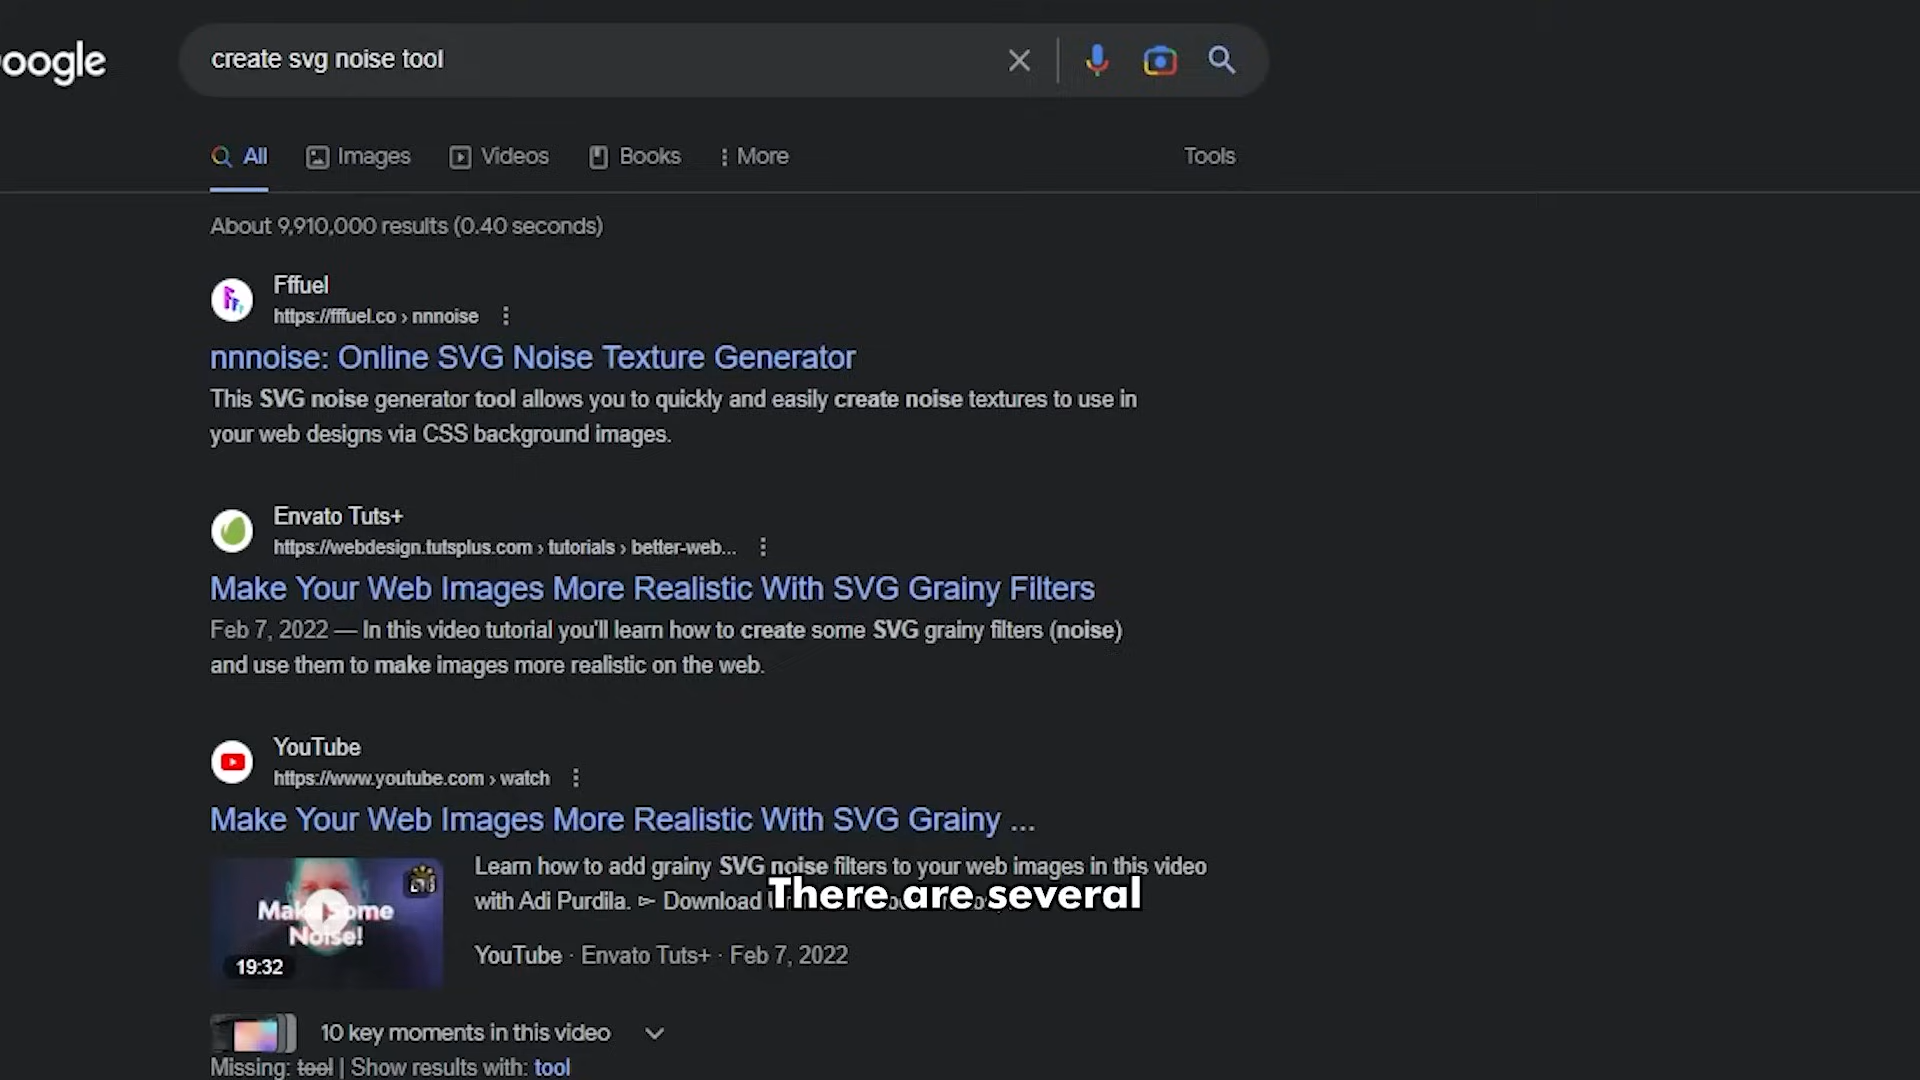 oogle
create svg noise tool
All Images Videos Books More Tools
About 9,910,000 results (0.40 seconds)
Fffuel
https://fffuel.co › nnnoise
nnnoise: Online SVG Noise Texture Generator
This SVG noise generator tool allows you to quickly and easily create noise textures to use in
your web designs via CSS background images.
Envato Tuts+
https://webdesign.tutsplus.com › tutorials › better-web...
Make Your Web Images More Realistic With SVG Grainy Filters
Feb 7, 2022 — In this video tutorial you'll learn how to create some SVG grainy filters (noise)
and use them to make images more realistic on the web.
YouTube
https://www.youtube.com › watch
Make Your Web Images More Realistic With SVG Grainy ...
Learn how to add grainy SVG noise filters to your web images in this video
with Adi Purdila. ► Download
There are several
Make Some
Noise!
19:32
YouTube · Envato Tuts+ · Feb 7, 2022
10 key moments in this video
Missing: tool | Show results with: tool